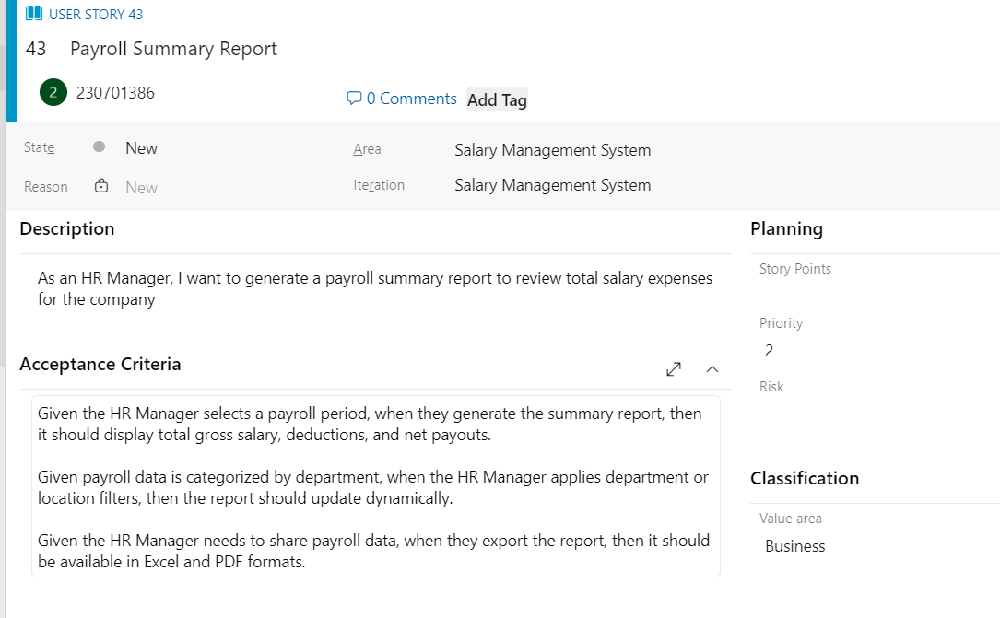 USER STORY 43
43 Payroll Summary Report
2 230701386
0 Comments Add Tag
State New
Area Salary Management System
Reason New
Iteration Salary Management System
Description
As an HR Manager, I want to generate a payroll summary report to review total salary expenses
for the company
Acceptance Criteria
Given the HR Manager selects a payroll period, when they generate the summary report, then
it should display total gross salary, deductions, and net payouts.
Given payroll data is categorized by department, when the HR Manager applies department or
location filters, then the report should update dynamically.
Given the HR Manager needs to share payroll data, when they export the report, then it should
be available in Excel and PDF formats.
Planning
Story Points
Priority
2
Risk
Classification
Value area
Business